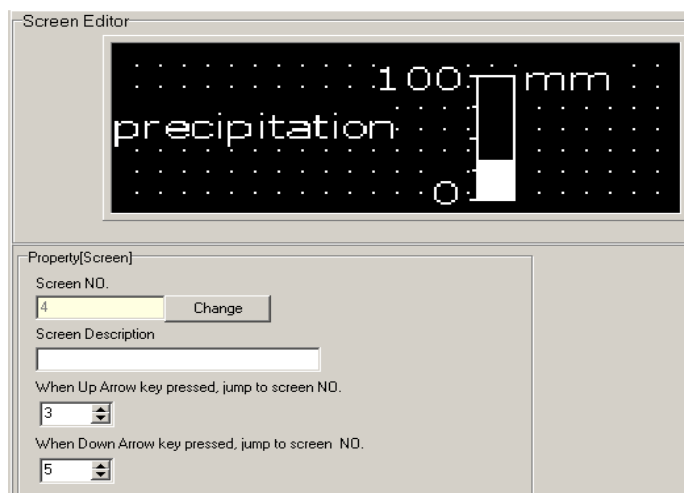 Screen Editor
100 mm
precipitation
0
Property[Screen]
Screen NO.
4 Change
Screen Description
When Up Arrow key pressed, jump to screen NO.
3
When Down Arrow key pressed, jump to screen NO.
5